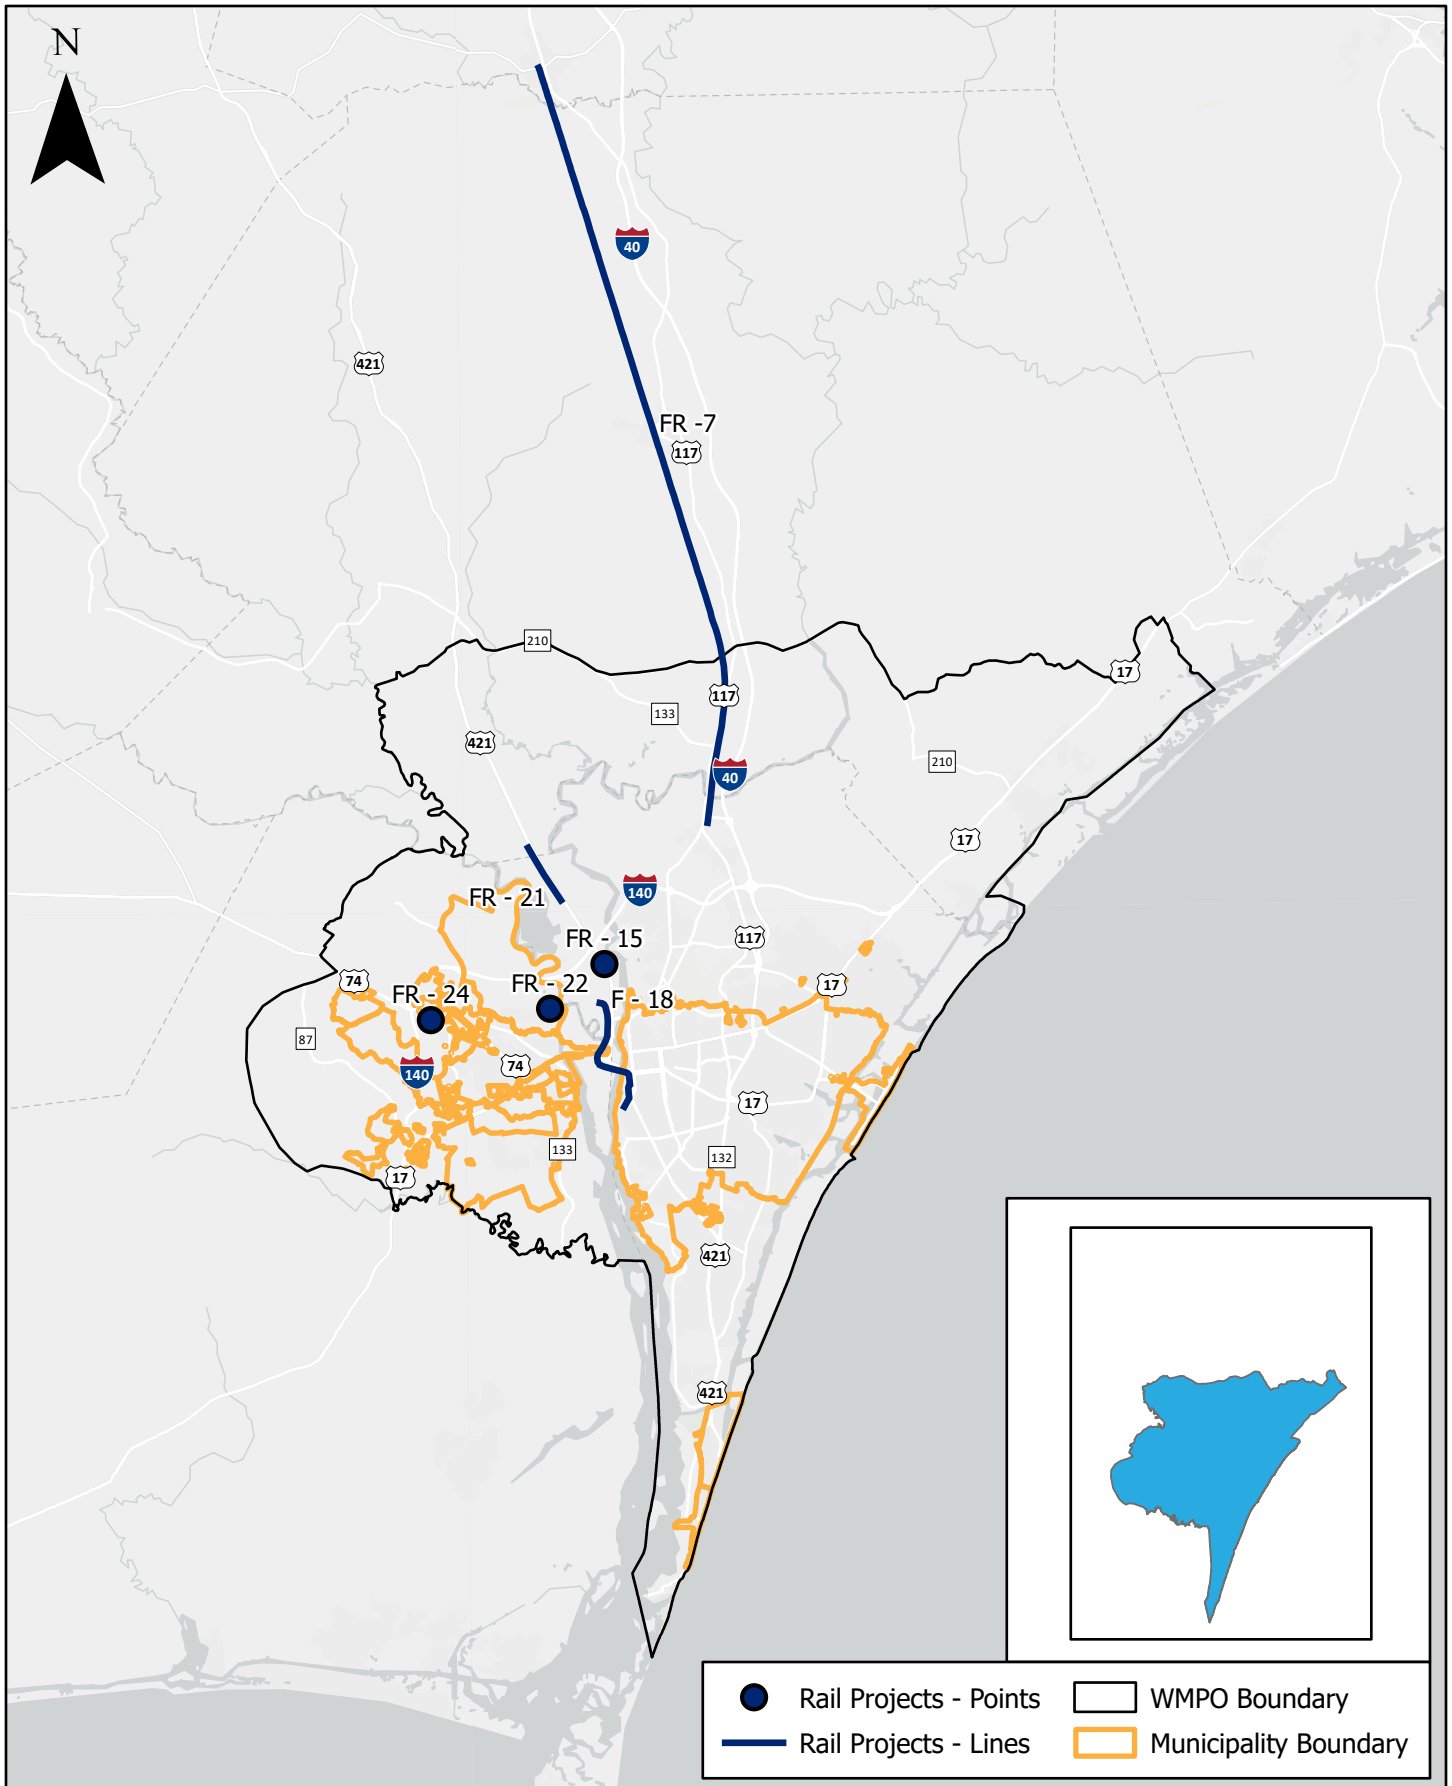 N
40
421
FR -7
117
210
17
117
133
421
210
40
17
140
FR - 21
117
FR - 15
74
17
FR - 22
FR - 24
F - 18
87
74
140
17
133
132
17
421
421
Rail Projects - Points
WMPO Boundary
Rail Projects - Lines
Municipality Boundary